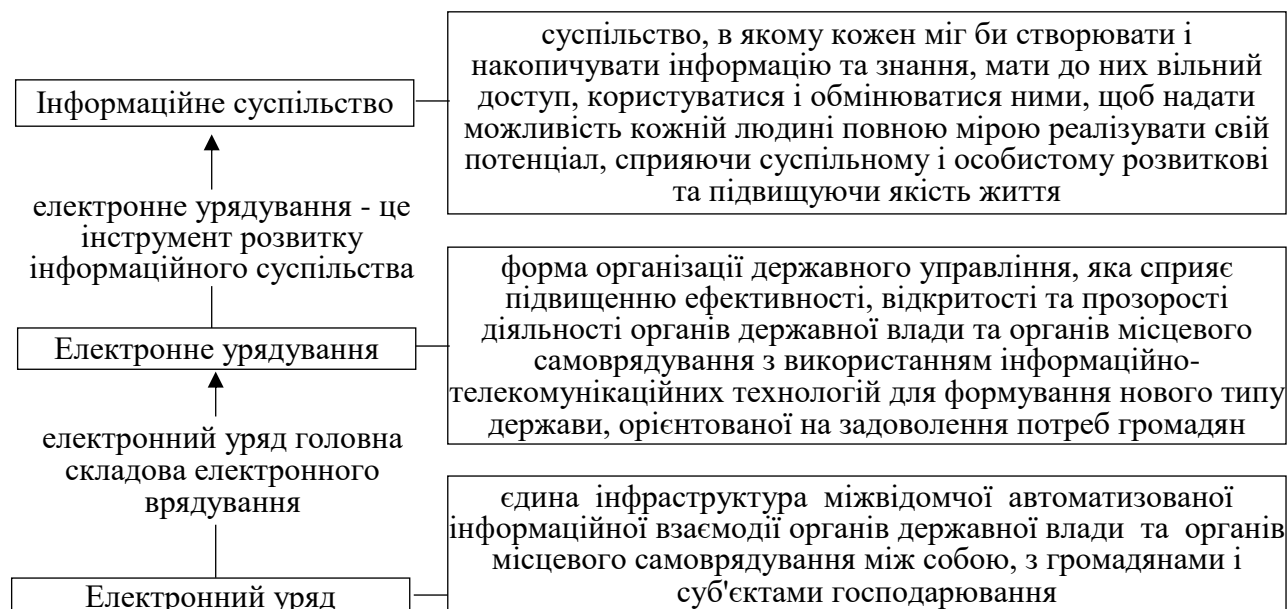 Інформаційне суспільство
суспільство, в якому кожен міг би створювати і
накопичувати інформацію та знання, мати до них вільний
доступ, користуватися і обмінюватися ними, щоб надати
можливість кожній людині повною мірою реалізувати свій
потенціал, сприяючи суспільному і особистому розвиткові
та підвищуючи якість життя
електронне урядування - це
інструмент розвитку
інформаційного суспільства
Електронне урядування
форма організації державного управління, яка сприяє
підвищенню ефективності, відкритості та прозорості
діяльності органів державної влади та органів місцевого
самоврядування з використанням інформаційно-
телекомунікаційних технологій для формування нового типу
держави, орієнтованої на задоволення потреб громадян
електронний уряд головна
складова електронного
врядування
Електронний уряд
єдина інфраструктура міжвідомчої автоматизованої
інформаційної взаємодії органів державної влади та органів
місцевого самоврядування між собою, з громадянами і
суб'єктами господарювання